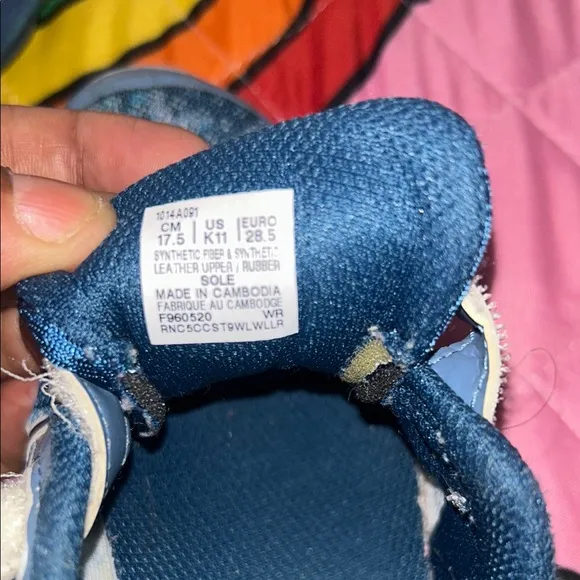 1014A091
CM | US | EURO
17.5 | K11 | 28.5
SYNTHETIC FIBER & SYNTHETIC
LEATHER UPPER / RUBBER
SOLE
MADE IN CAMBODIA
FABRIQUE AU CAMBODGE
F960520 WR
RNC5CCST9WLWLLR